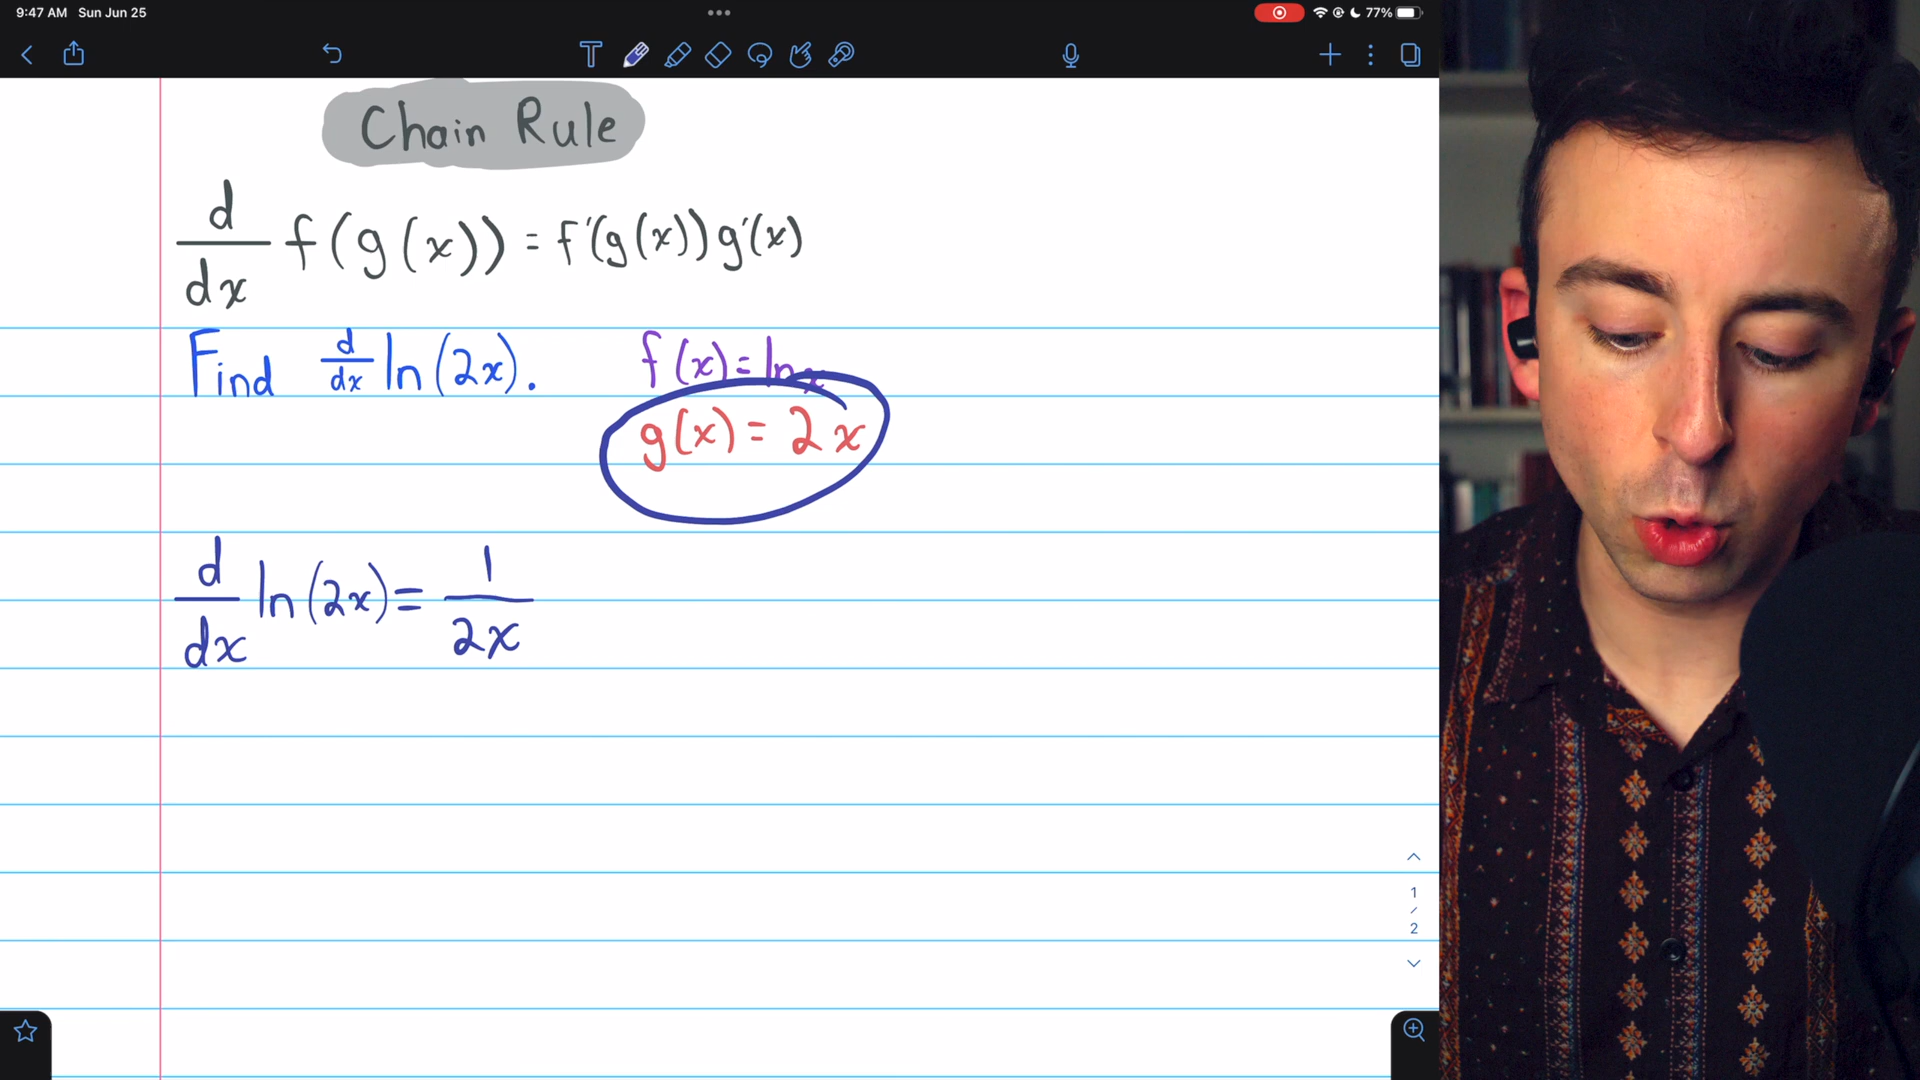 9:47 AM Sun Jun 25
77%
Chain Rule
d/dx f(g(x)) = f'(g(x))g'(x)
Find d/dx ln(2x).
f(x) = ln x
g(x) = 2x
d/dx ln(2x) = 1/2x
1
/
2